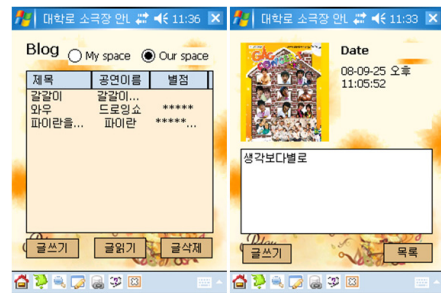 대학로 소극장 안내 11:36
Blog My space Our space
제목 공연이름 별점
갈갈이 갈갈이...
와우 드로잉쇼 *****
파이란을... 파이란 *****...
글쓰기 글읽기 글삭제
대학로 소극장 안내 11:33
Date
08-09-25 오후
11:05:52
생각보다별로
글쓰기 목록